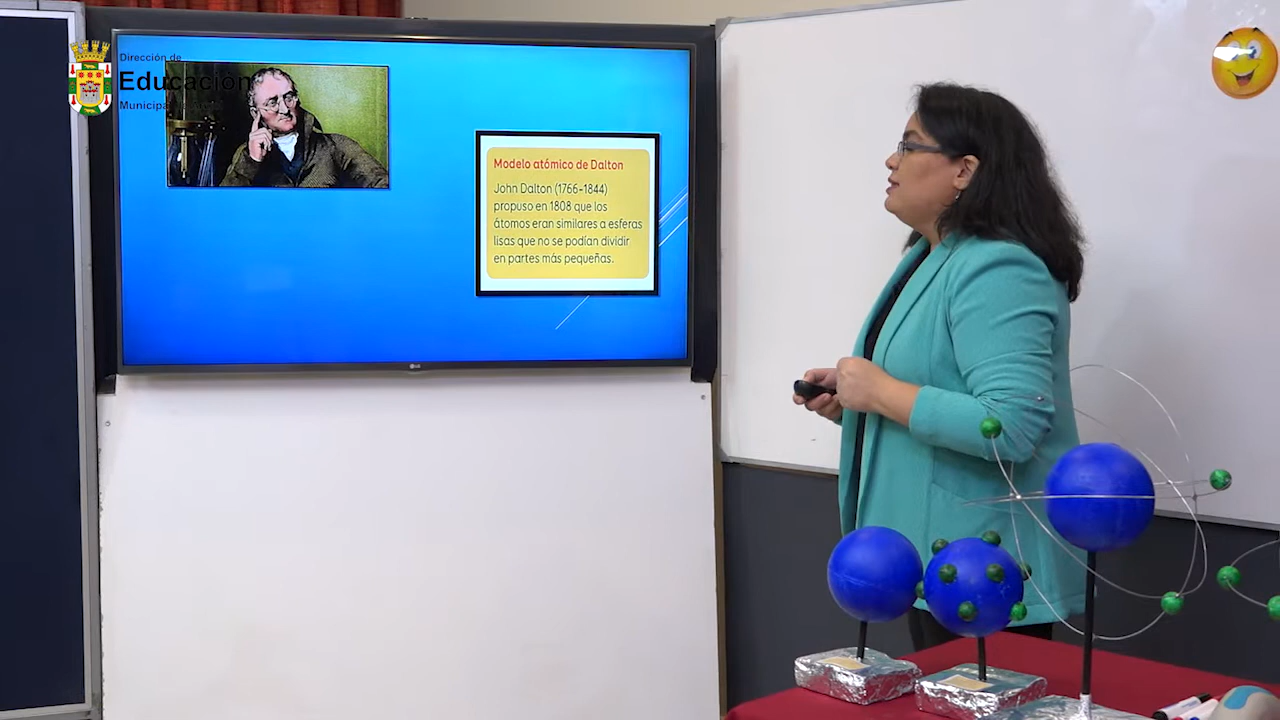 Dirección de
Educación
Municipal
Modelo atómico de Dalton
John Dalton (1766-1844)
propuso en 1808 que los
átomos eran similares a esferas
lisas que no se podían dividir
en partes más pequeñas.
LG